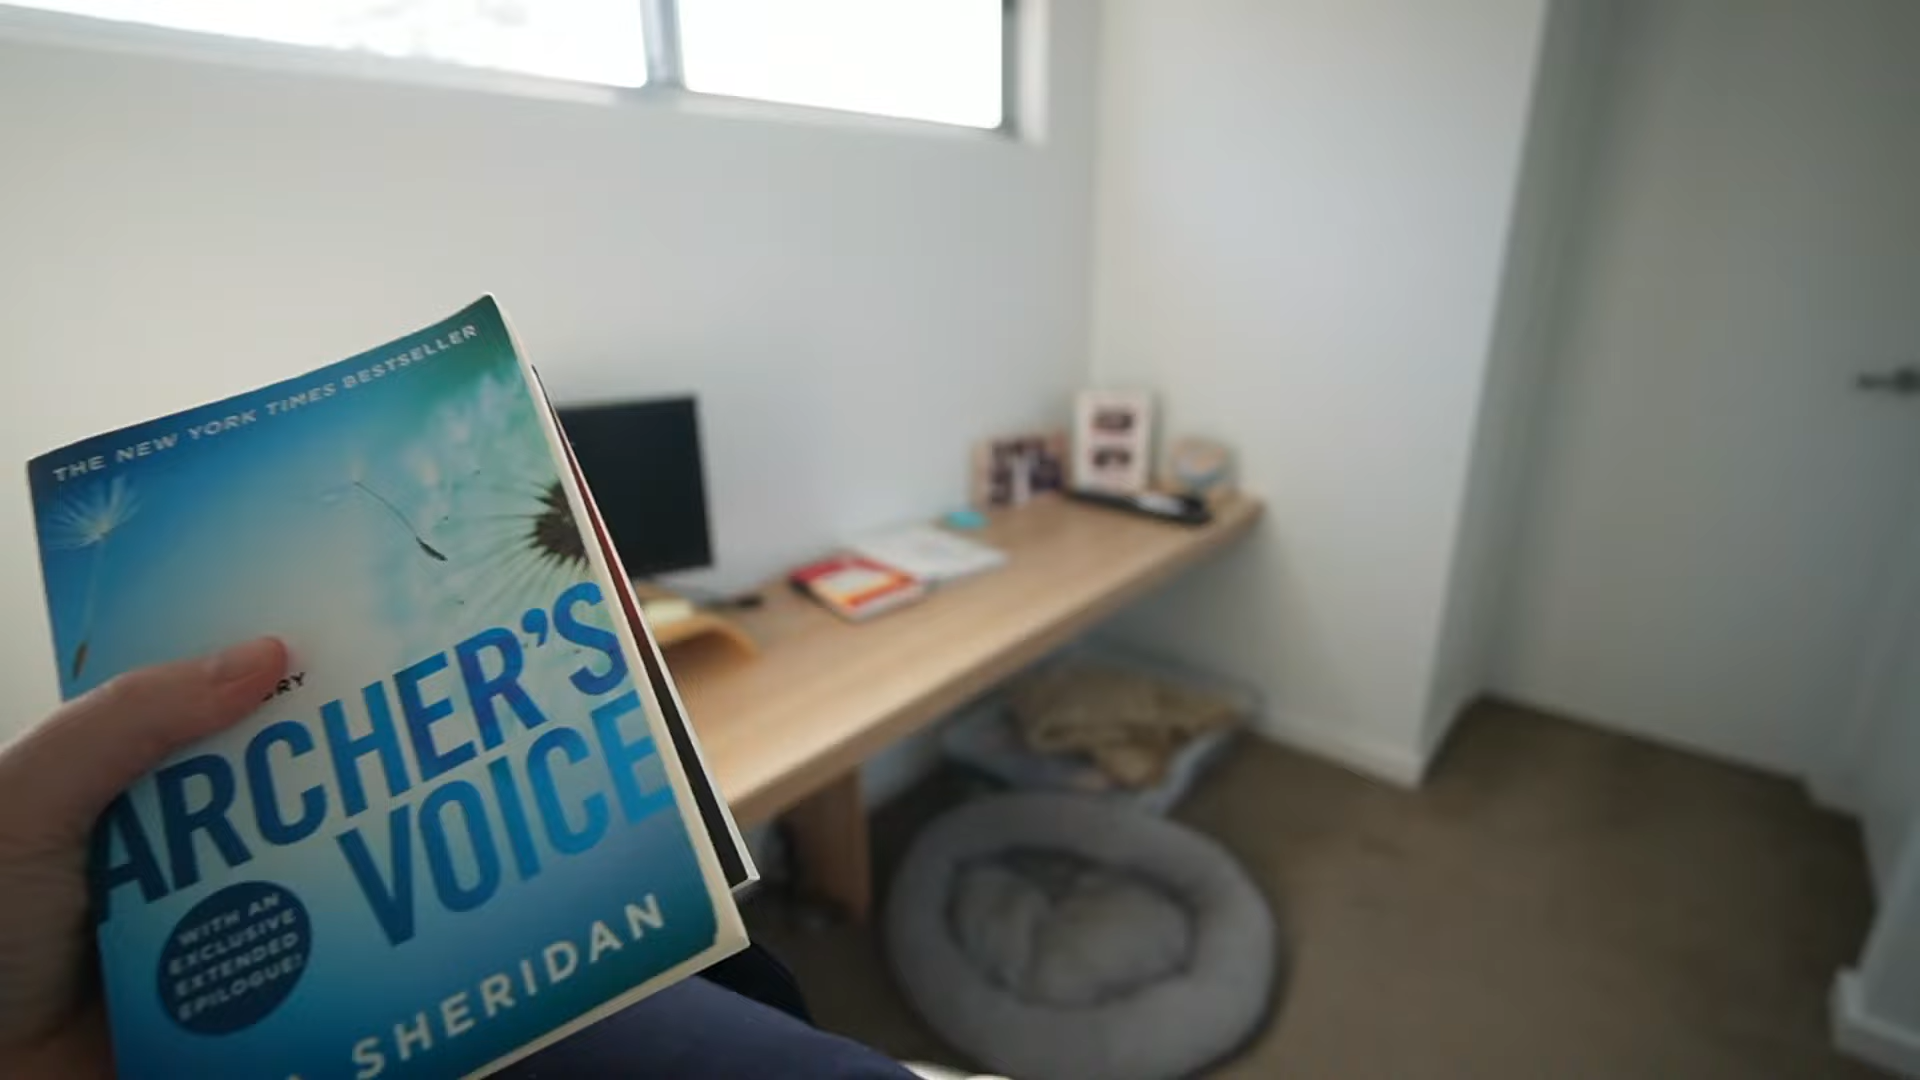 THE NEW YORK TIMES BESTSELLER
ARCHER'S
VOICE
WITH AN
EXCLUSIVE
EXTENDED
EPILOGUE!
SHERIDAN